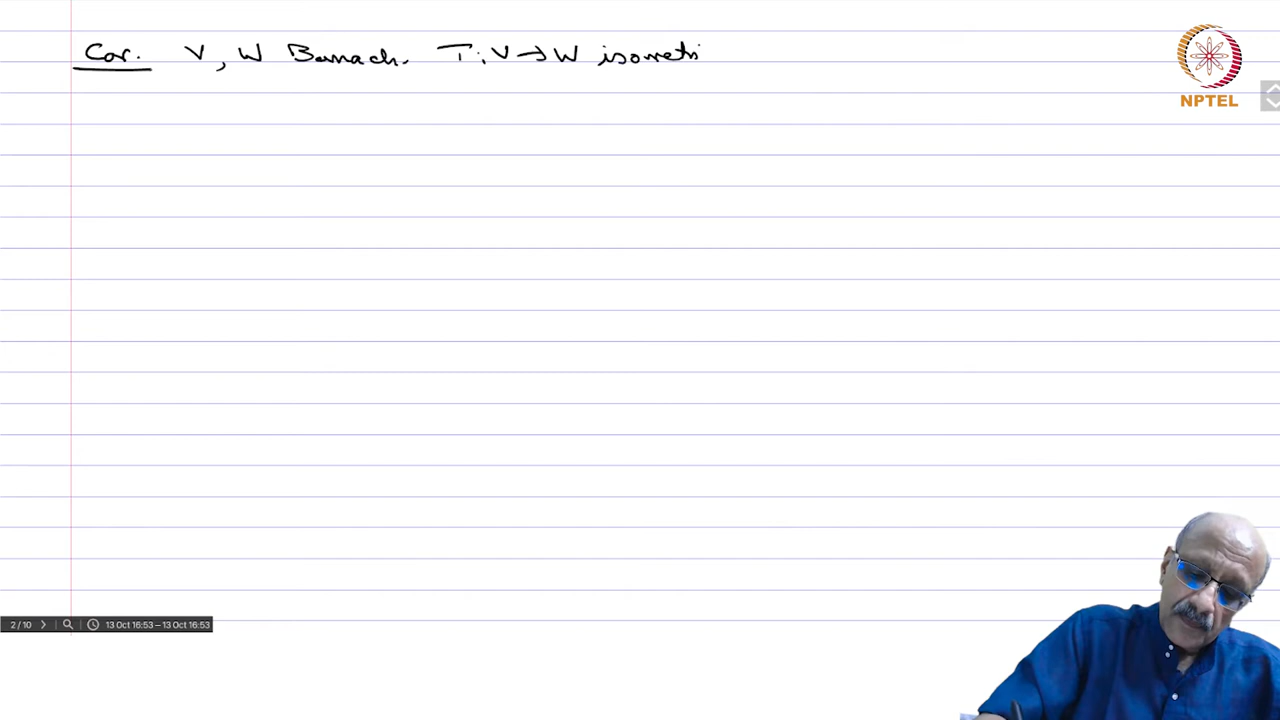 Cor. V, W Banach. T: V → W isometri
NPTEL
2 / 10 13 Oct 16:53 – 13 Oct 16:53